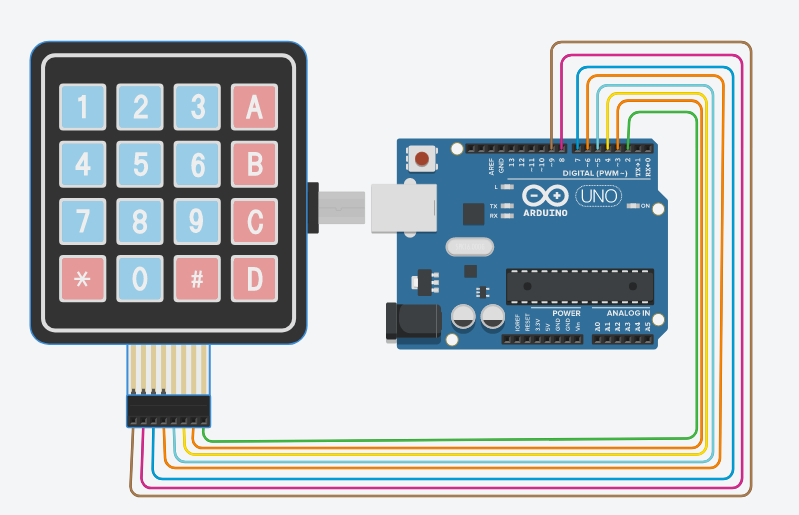 1 2 3 A
4 5 6 B
7 8 9 C
* 0 # D
AREF
GND
13
12
~11
~10
~9
8
7
~6
~5
4
~3
2
TX→1
RX←0
DIGITAL (PWM~)
L
TX
RX
ARDUINO
UNO
ON
POWER
ANALOG IN
IOREF
RESET
3.3V
5V
GND
GND
Vin
A0
A1
A2
A3
A4
A5